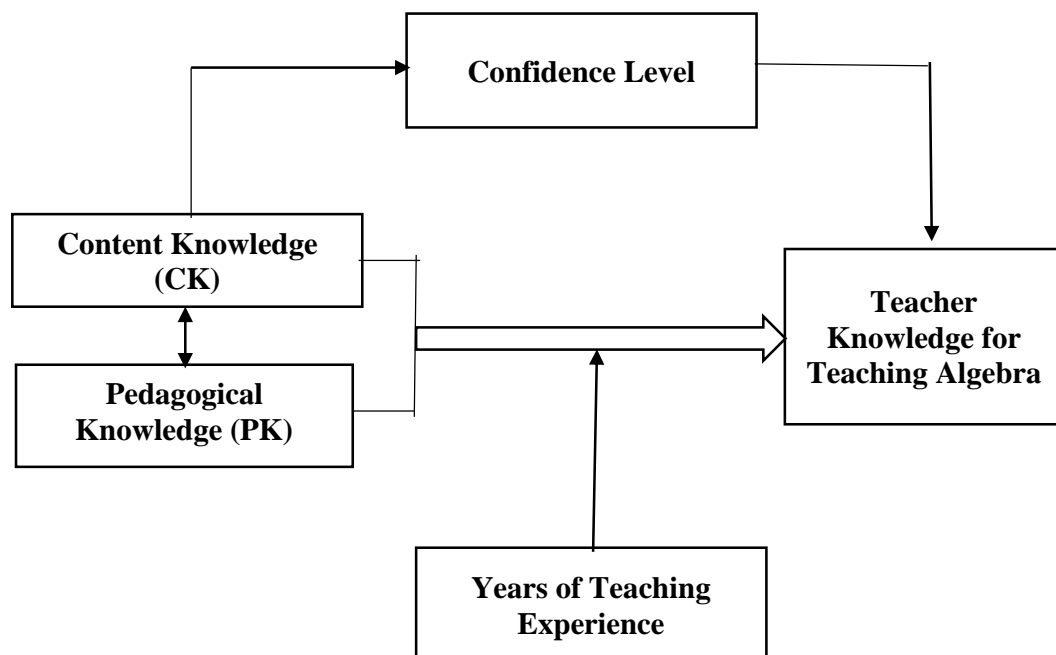 Confidence Level
Content Knowledge
(CK)
Pedagogical
Knowledge (PK)
Teacher
Knowledge for
Teaching Algebra
Years of Teaching
Experience